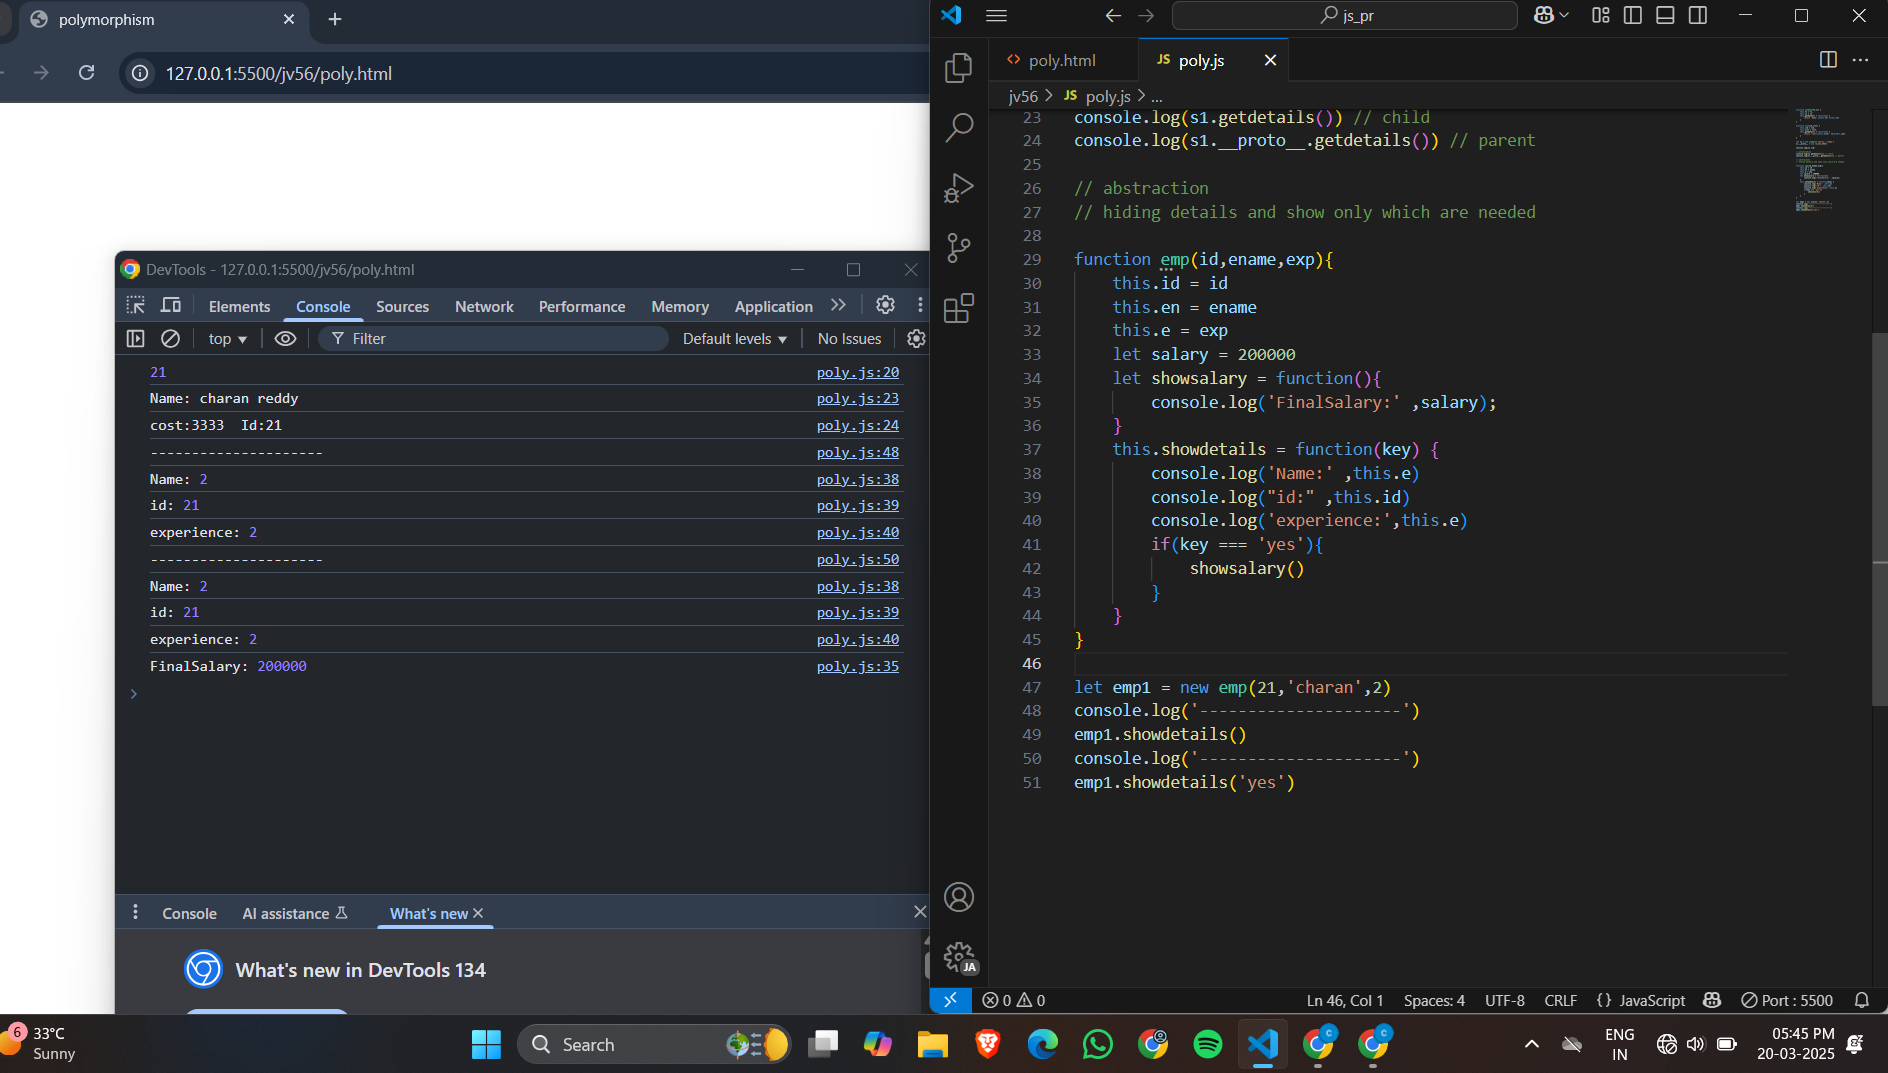 polymorphism
127.0.0.1:5500/jv56/poly.html
DevTools - 127.0.0.1:5500/jv56/poly.html
Elements Console Sources Network Performance Memory Application
top Filter Default levels No Issues
21 poly.js:20
Name: charan reddy poly.js:23
cost:3333 Id:21 poly.js:24
--------------------- poly.js:48
Name: 2 poly.js:38
id: 21 poly.js:39
experience: 2 poly.js:40
--------------------- poly.js:50
Name: 2 poly.js:38
id: 21 poly.js:39
experience: 2 poly.js:40
FinalSalary: 200000 poly.js:35
Console AI assistance What's new
What's new in DevTools 134
js_pr
poly.html JS poly.js
jv56 > JS poly.js > ...
23 console.log(s1.getdetails()) // child
24 console.log(s1.__proto__.getdetails()) // parent
25
26 // abstraction
27 // hiding details and show only which are needed
28
29 function emp(id,ename,exp){
30     this.id = id
31     this.en = ename
32     this.e = exp
33     let salary = 200000
34     let showsalary = function(){
35         console.log('FinalSalary:' ,salary);
36     }
37     this.showdetails = function(key) {
38         console.log('Name:' ,this.e)
39         console.log("id:" ,this.id)
40         console.log('experience:',this.e)
41         if(key === 'yes'){
42             showsalary()
43         }
44     }
45 }
46
47 let emp1 = new emp(21,'charan',2)
48 console.log('---------------------')
49 emp1.showdetails()
50 console.log('---------------------')
51 emp1.showdetails('yes')
JA
0 0 Ln 46, Col 1 Spaces: 4 UTF-8 CRLF {} JavaScript Port : 5500
6 33°C
Sunny
Search
C C
ENG
IN
05:45 PM
20-03-2025